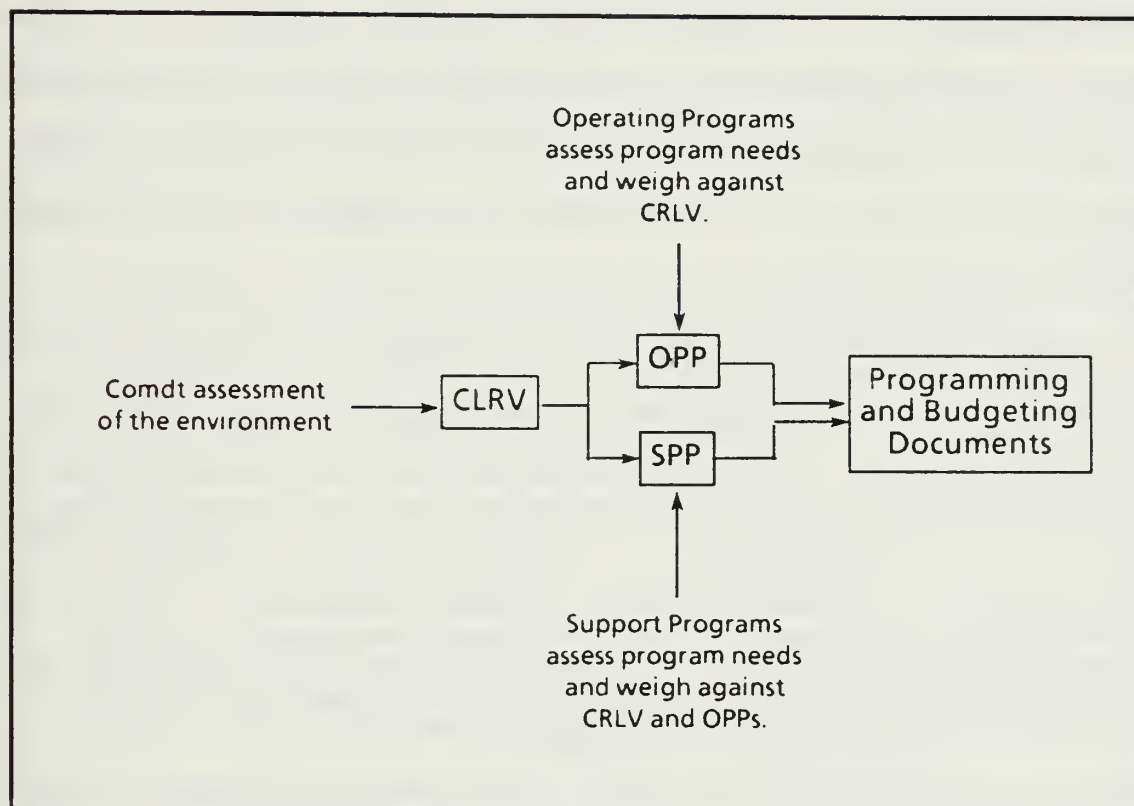 Operating Programs
assess program needs
and weigh against
CRLV.
OPP
Comdt assessment
of the environment
CLRV
SPP
Programming
and Budgeting
Documents
Support Programs
assess program needs
and weigh against
CRLV and OPPs.